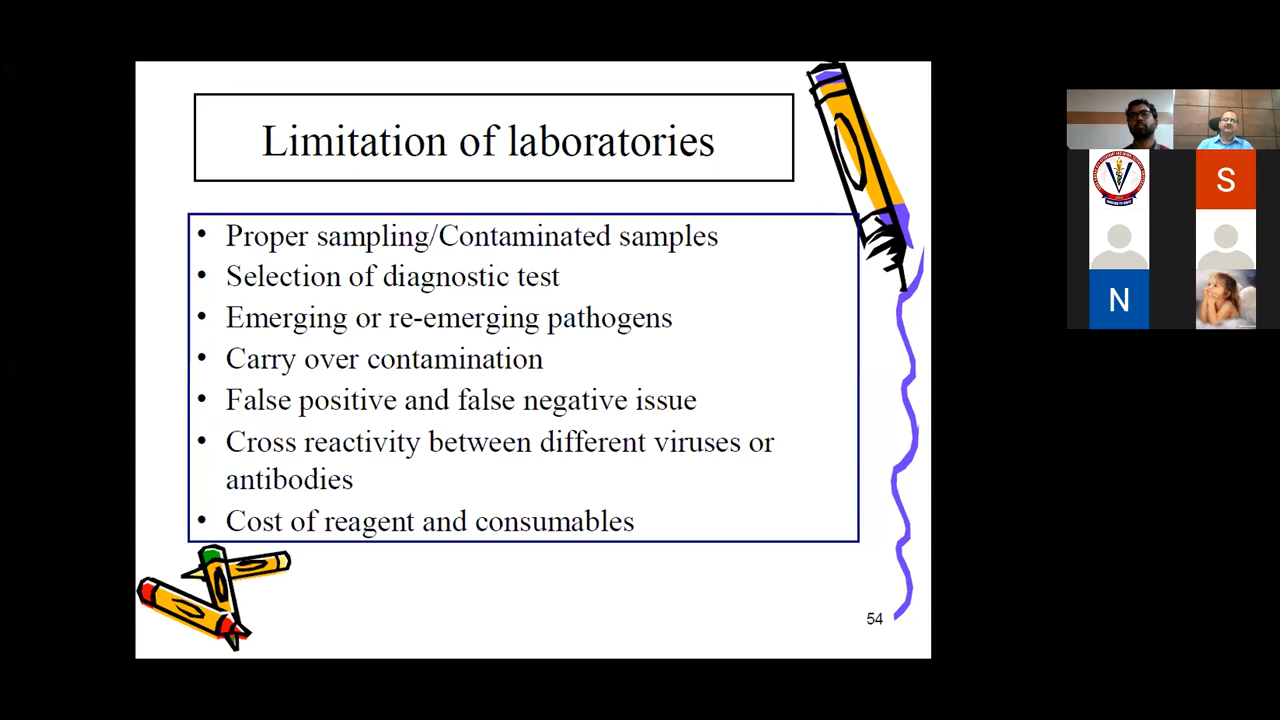 Limitation of laboratories
• Proper sampling/Contaminated samples
• Selection of diagnostic test
• Emerging or re-emerging pathogens
• Carry over contamination
• False positive and false negative issue
• Cross reactivity between different viruses or
antibodies
• Cost of reagent and consumables
54
S
N
V